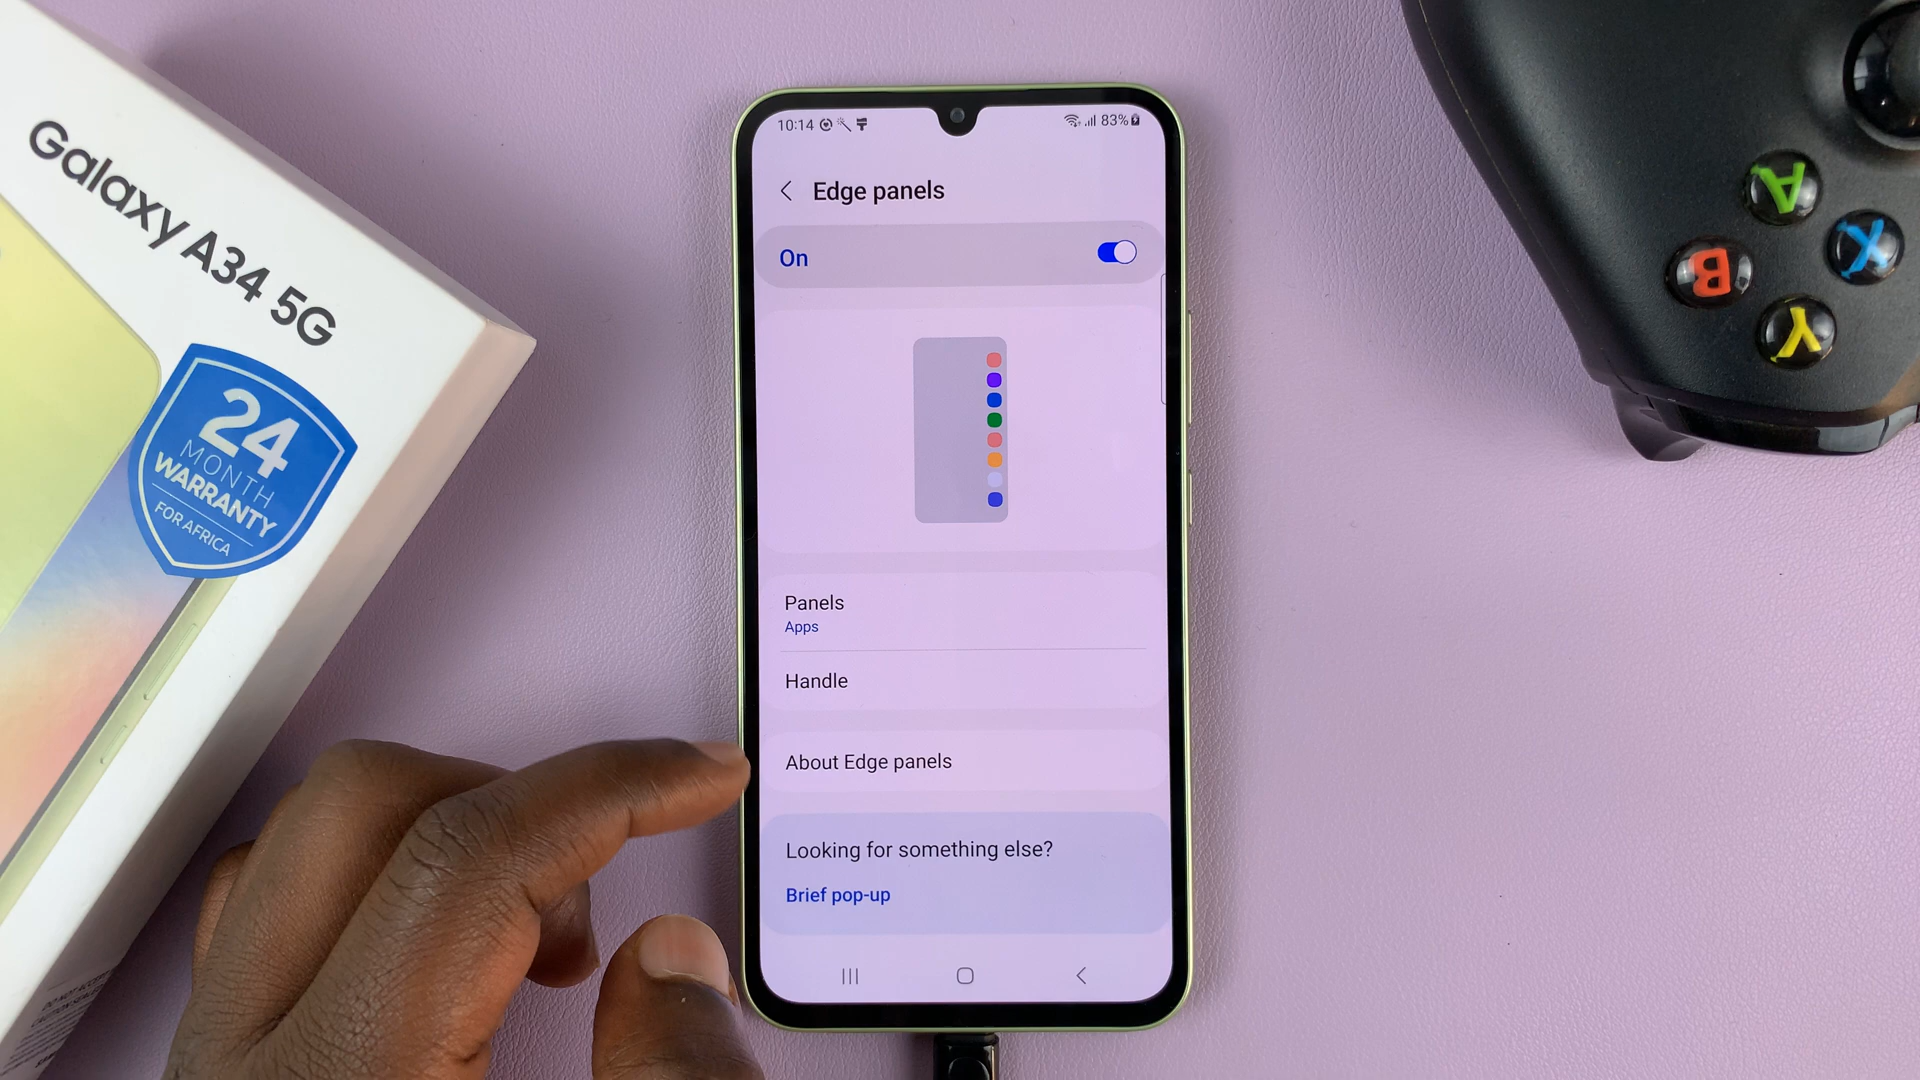 Galaxy A34 5G
24
MONTH
WARRANTY
FOR AFRICA
10:14
83%
Edge panels
On
Panels
Apps
Handle
About Edge panels
Looking for something else?
Brief pop-up
A
X
B
Y